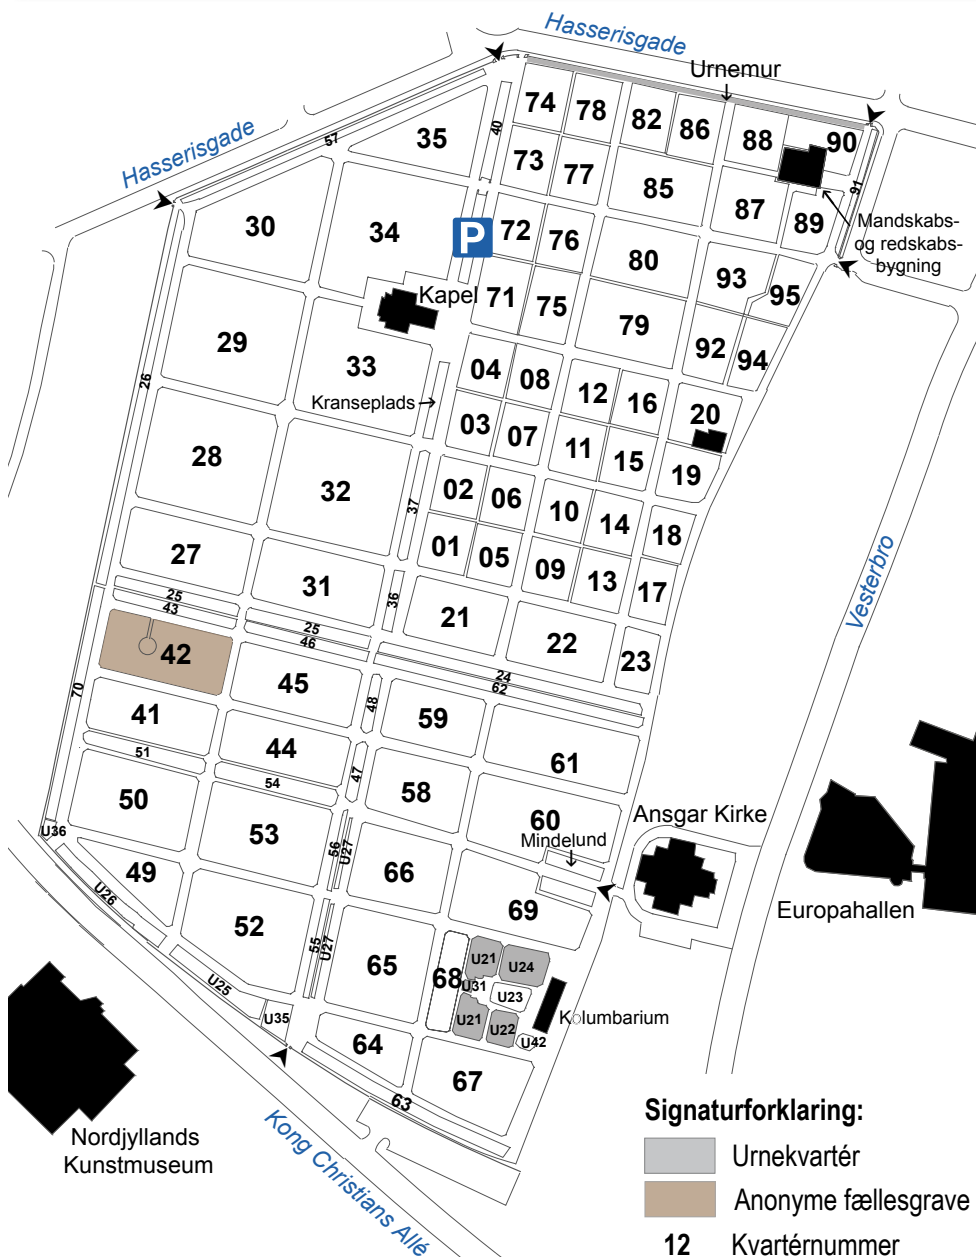 Hasserisgade
Urnemur
Hasserisgade
57
35
40
74
78
82
86
88
90
91
73
77
85
87
89
Mandskabs-
og redskabs-
bygning
30
34
P
72
76
80
93
95
Kapel
71
75
79
92
94
29
33
26
Kranseplads
04
08
12
16
20
03
07
11
15
19
28
32
37
02
06
10
14
18
01
05
09
13
17
27
31
36
21
22
23
25
43
25
46
24
62
42
45
48
59
61
70
41
44
47
58
60
51
54
50
53
56
U27
66
Mindelund
Ansgar Kirke
Vesterbro
Europahallen
U36
49
U26
52
55
U27
65
69
68
U21
U24
U31
U23
U21
U22
U42
Kolumbarium
U25
U35
64
67
63
Nordjyllands
Kunstmuseum
Kong Christians Allé
Signaturforklaring:
Urnekvartér
Anonyme fællesgrave
12 Kvartérnummer